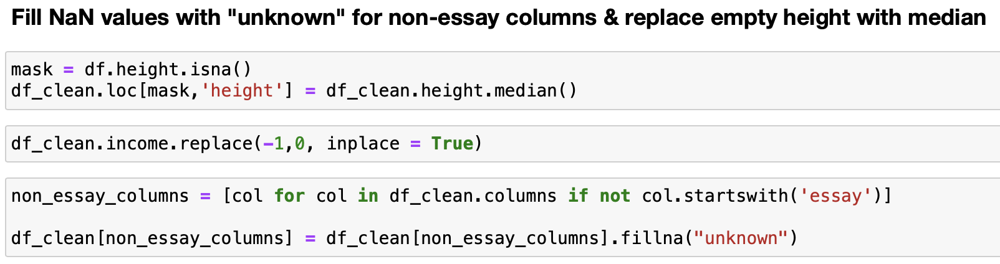 Fill NaN values with "unknown" for non-essay columns & replace empty height with median
mask = df.height.isna()
df_clean.loc[mask,'height'] = df_clean.height.median()
df_clean.income.replace(-1,0, inplace = True)
non_essay_columns = [col for col in df_clean.columns if not col.startswith('essay')]
df_clean[non_essay_columns] = df_clean[non_essay_columns].fillna("unknown")